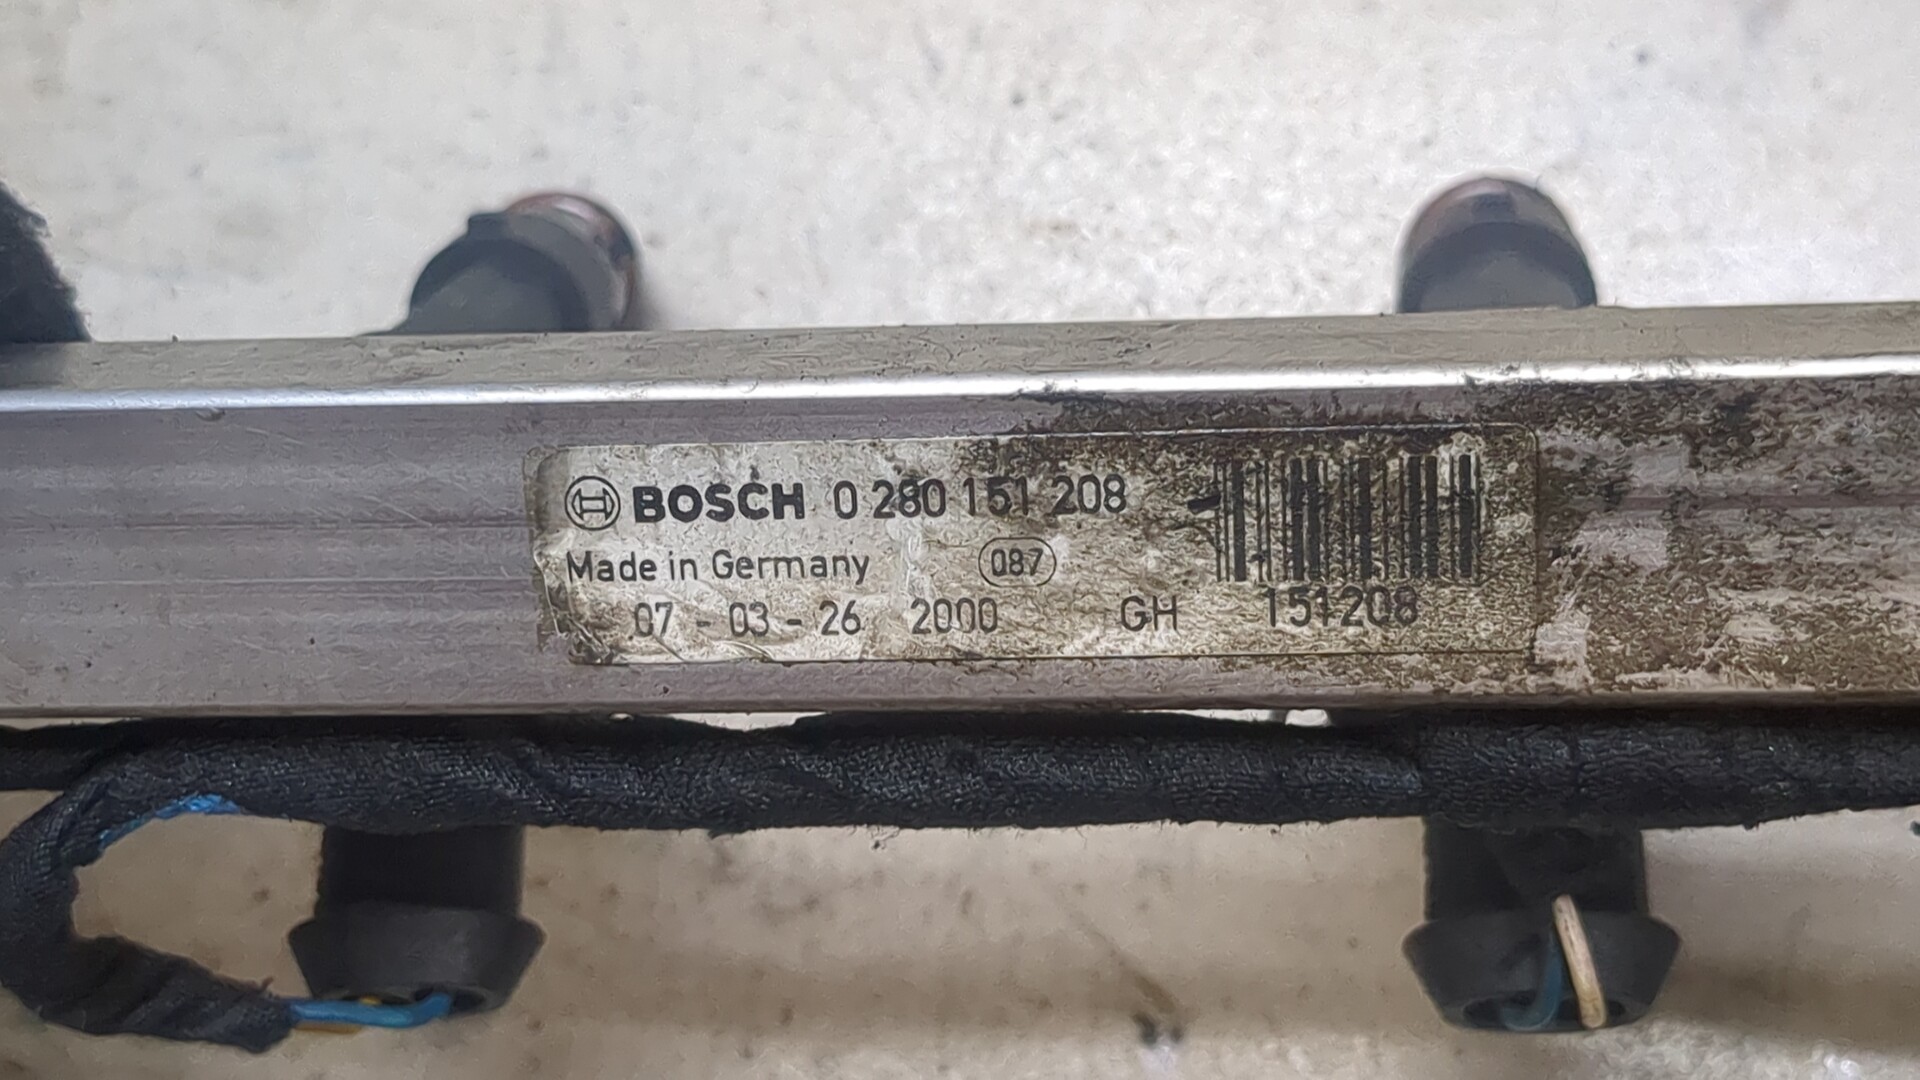 BOSCH 0 280 151 208
Made in Germany 087
07 - 03 - 26 2000 GH 151208